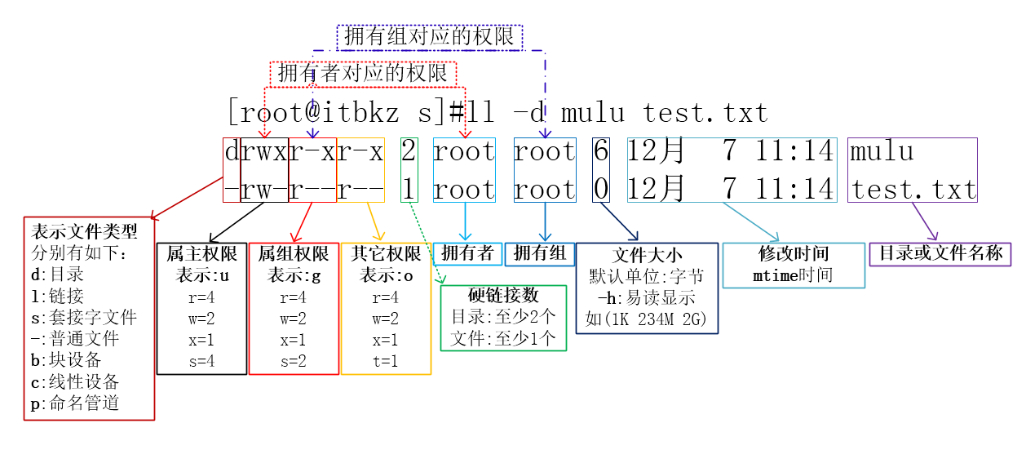 拥有组对应的权限
拥有者对应的权限
[root@itbkz s]#ll -d mulu test.txt
drwxr-xr-x 2 root root 6 12月 7 11:14 mulu
-rw-r--r-- 1 root root 0 12月 7 11:14 test.txt
表示文件类型
分别有如下:
d:目录
l:链接
s:套接字文件
-:普通文件
b:块设备
c:线性设备
p:命名管道
属主权限
表示:u
r=4
w=2
x=1
s=4
属组权限
表示:g
r=4
w=2
x=1
s=2
其它权限
表示:o
r=4
w=2
x=1
t=1
拥有者
拥有组
硬链接数
目录:至少2个
文件:至少1个
文件大小
默认单位:字节
-h:易读显示
如(1K 234M 2G)
修改时间
mtime时间
目录或文件名称